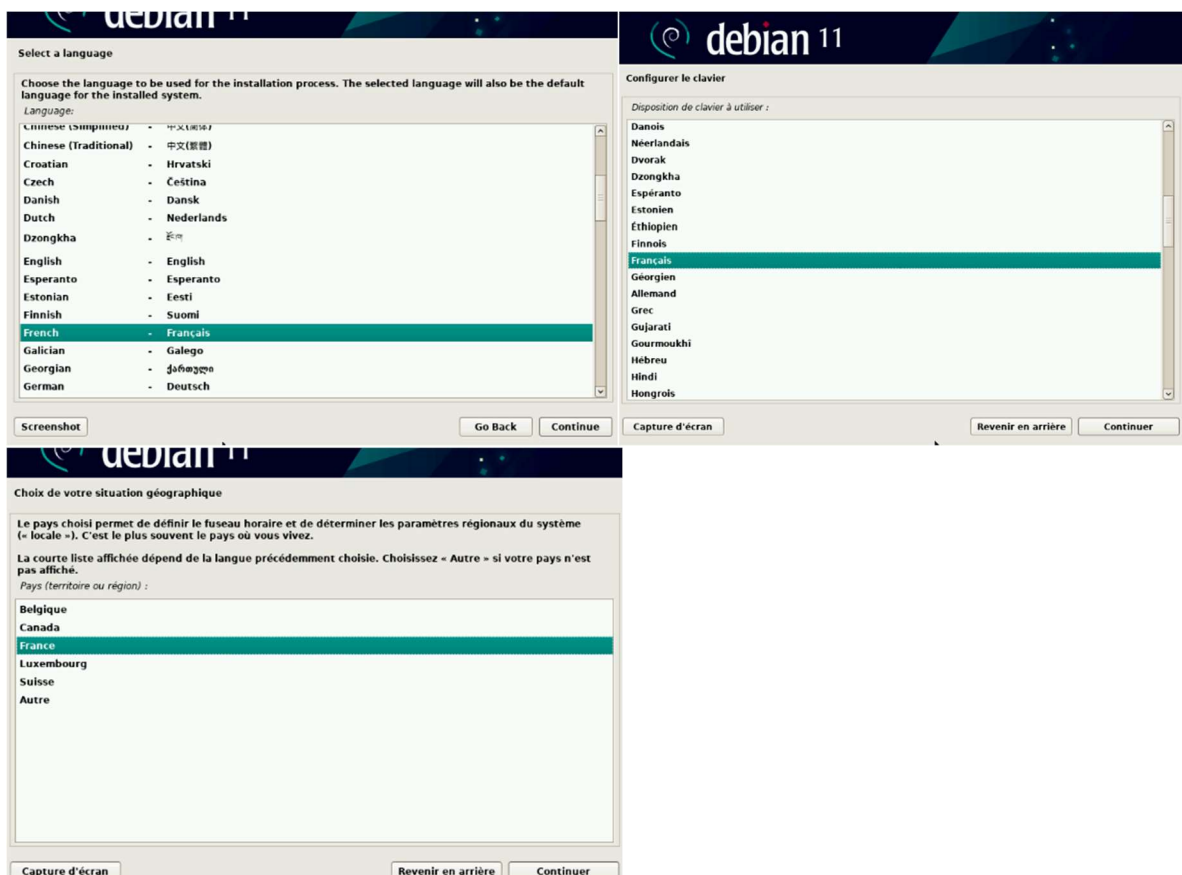 debian 11
Select a language
Choose the language to be used for the installation process. The selected language will also be the default
language for the installed system.
Language:
Chinese (Simplified) - 中文(简体)
Chinese (Traditional) - 中文(繁體)
Croatian - Hrvatski
Czech - Čeština
Danish - Dansk
Dutch - Nederlands
Dzongkha - རྫོང་ཁ
English - English
Esperanto - Esperanto
Estonian - Eesti
Finnish - Suomi
French - Français
Galician - Galego
Georgian - ქართული
German - Deutsch
Screenshot
Go Back
Continue
debian 11
Configurer le clavier
Disposition de clavier à utiliser :
Danois
Néerlandais
Dvorak
Dzongkha
Espéranto
Estonien
Éthiopien
Finnois
Français
Géorgien
Allemand
Grec
Gujarati
Gourmoukhi
Hébreu
Hindi
Hongrois
Capture d'écran
Revenir en arrière
Continuer
debian 11
Choix de votre situation géographique
Le pays choisi permet de définir le fuseau horaire et de déterminer les paramètres régionaux du système
(« locale »). C'est le plus souvent le pays où vous vivez.
La courte liste affichée dépend de la langue précédemment choisie. Choisissez « Autre » si votre pays n'est
pas affiché.
Pays (territoire ou région) :
Belgique
Canada
France
Luxembourg
Suisse
Autre
Capture d'écran
Revenir en arrière
Continuer